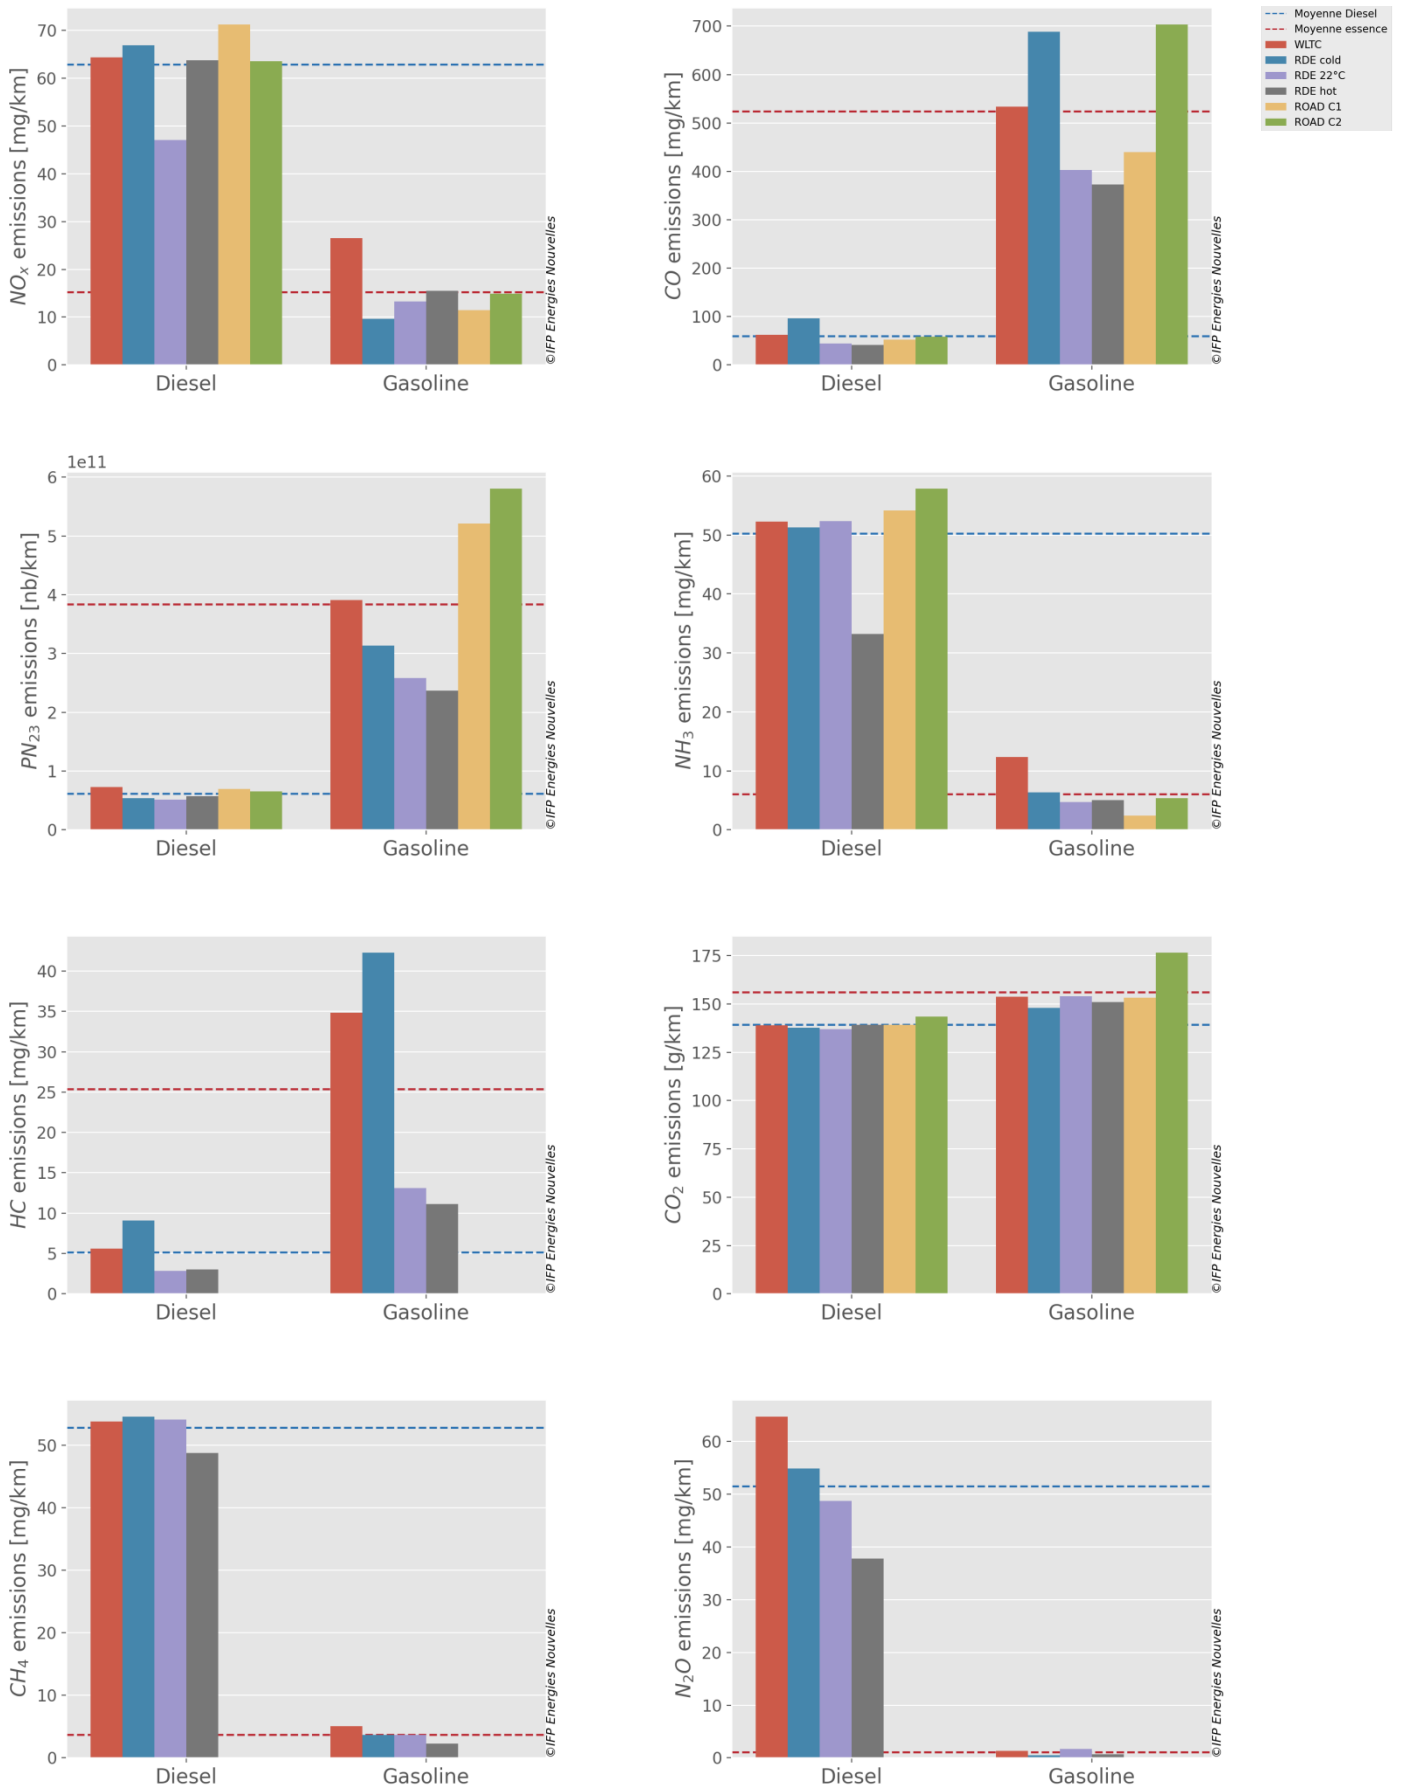 NOx emissions [mg/km]
70
60
50
40
30
20
10
0
Diesel
Gasoline
©IFP Energies Nouvelles
CO emissions [mg/km]
700
600
500
400
300
200
100
0
Diesel
Gasoline
©IFP Energies Nouvelles
Moyenne Diesel
Moyenne essence
WLTC
RDE cold
RDE 22°C
RDE hot
ROAD C1
ROAD C2
1e11
PN23 emissions [nb/km]
6
5
4
3
2
1
0
Diesel
Gasoline
©IFP Energies Nouvelles
NH3 emissions [mg/km]
60
50
40
30
20
10
0
Diesel
Gasoline
©IFP Energies Nouvelles
HC emissions [mg/km]
40
35
30
25
20
15
10
5
0
Diesel
Gasoline
©IFP Energies Nouvelles
CO2 emissions [g/km]
175
150
125
100
75
50
25
0
Diesel
Gasoline
©IFP Energies Nouvelles
CH4 emissions [mg/km]
50
40
30
20
10
0
Diesel
Gasoline
©IFP Energies Nouvelles
N2O emissions [mg/km]
60
50
40
30
20
10
0
Diesel
Gasoline
©IFP Energies Nouvelles